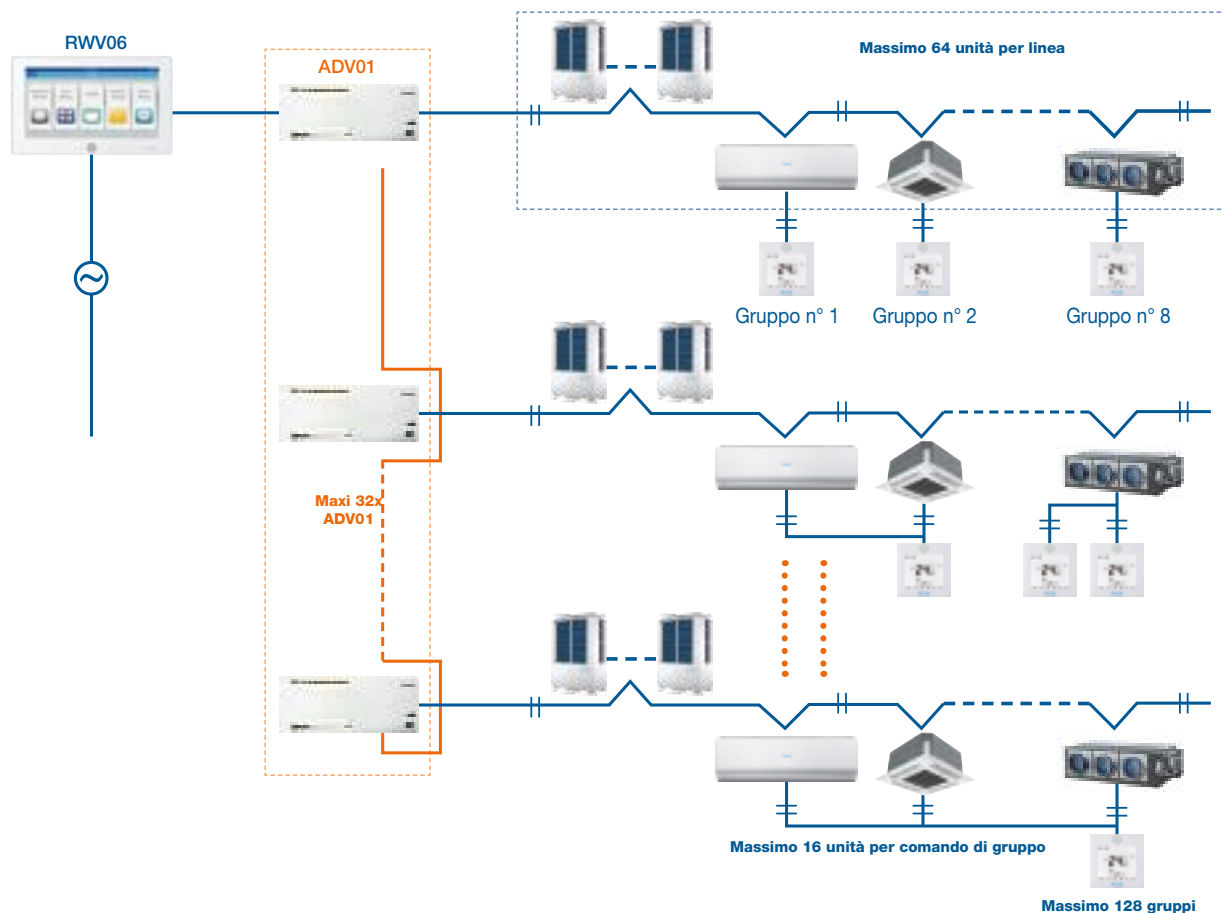 RWV06
ADV01
Massimo 64 unità per linea
Gruppo n° 1
Gruppo n° 2
Gruppo n° 8
Maxi 32x
ADV01
Massimo 16 unità per comando di gruppo
Massimo 128 gruppi